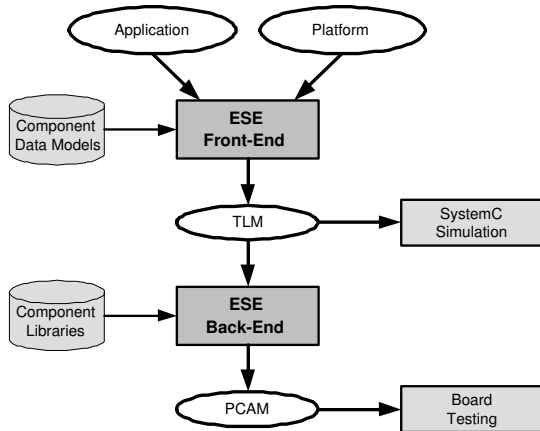 Application
Platform
Component
Data Models
ESE
Front-End
TLM
SystemC
Simulation
Component
Libraries
ESE
Back-End
PCAM
Board
Testing